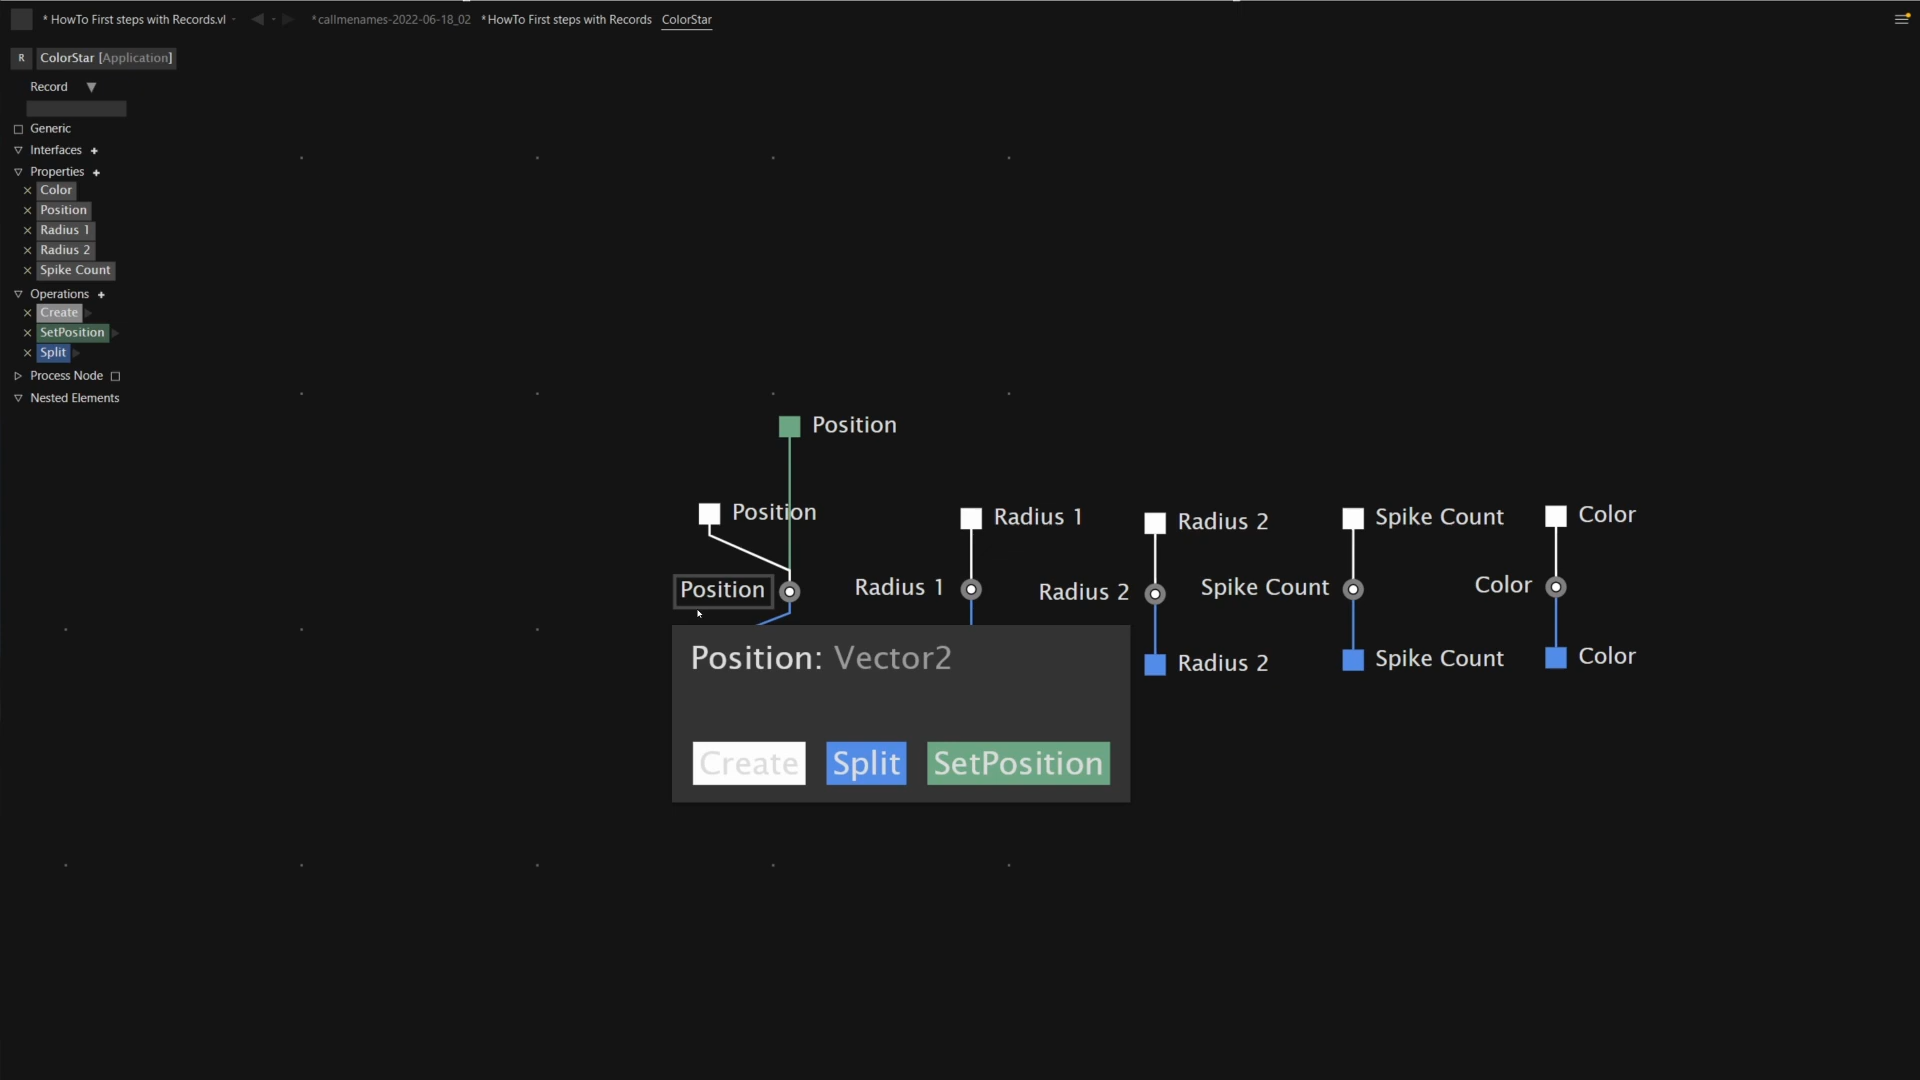 * HowTo First steps with Records.vl
*callmenames-2022-06-18_02 *HowTo First steps with Records ColorStar
R ColorStar [Application]
Record
Generic
Interfaces +
Properties +
Color
Position
Radius 1
Radius 2
Spike Count
Operations +
Create
SetPosition
Split
Process Node
Nested Elements
Position
Position Radius 1 Radius 2 Spike Count Color
Position Radius 1 Radius 2 Spike Count Color
Position: Vector2
Radius 2 Spike Count Color
Create Split SetPosition